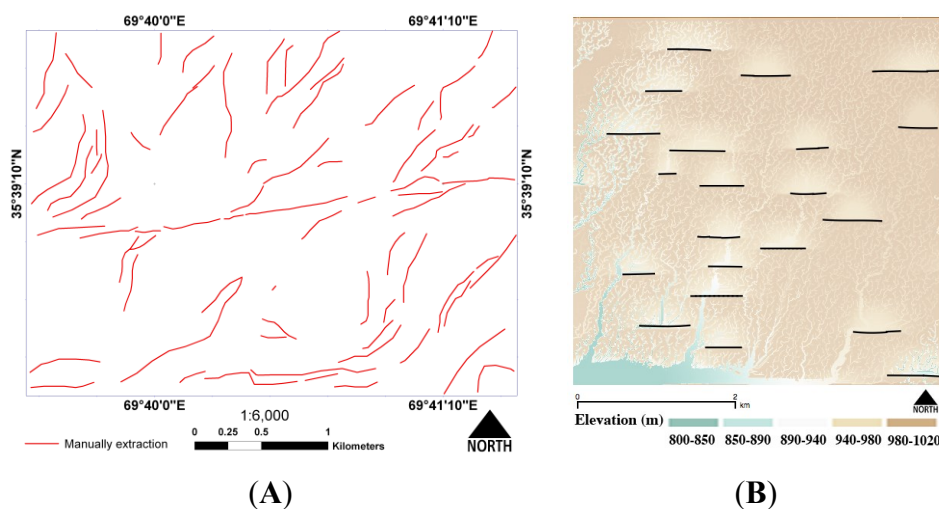 69°40'0"E
69°41'10"E
35°39'10"N
35°39'10"N
69°40'0"E
69°41'10"E
1:6,000
Manually extraction
0 0.25 0.5 1
Kilometers
NORTH
(A)
0 2
km
NORTH
Elevation (m)
800-850 850-890 890-940 940-980 980-1020
(B)